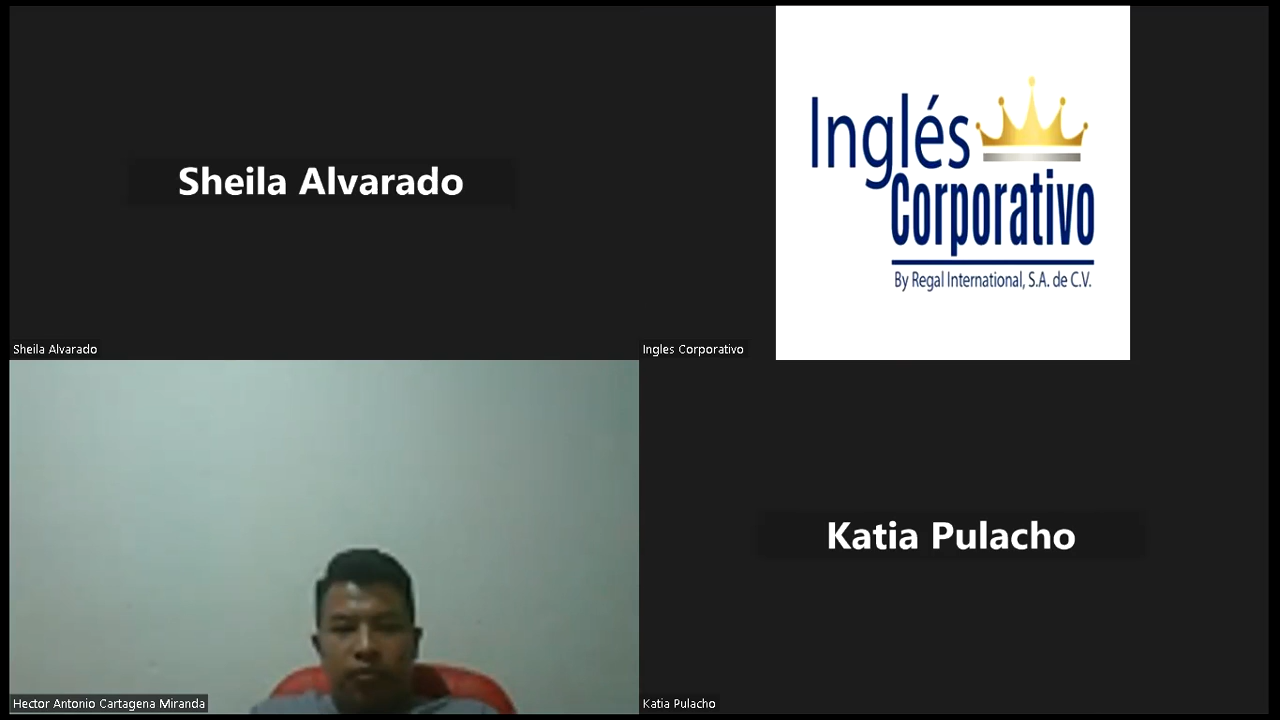 Sheila Alvarado
Sheila Alvarado
Inglés
Corporativo
By Regal International, S.A. de C.V.
Ingles Corporativo
Hector Antonio Cartagena Miranda
Katia Pulacho
Katia Pulacho